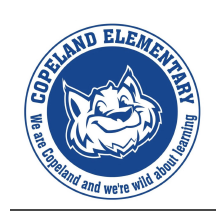 COPELAND ELEMENTARY
We are Copeland and we're wild about learning